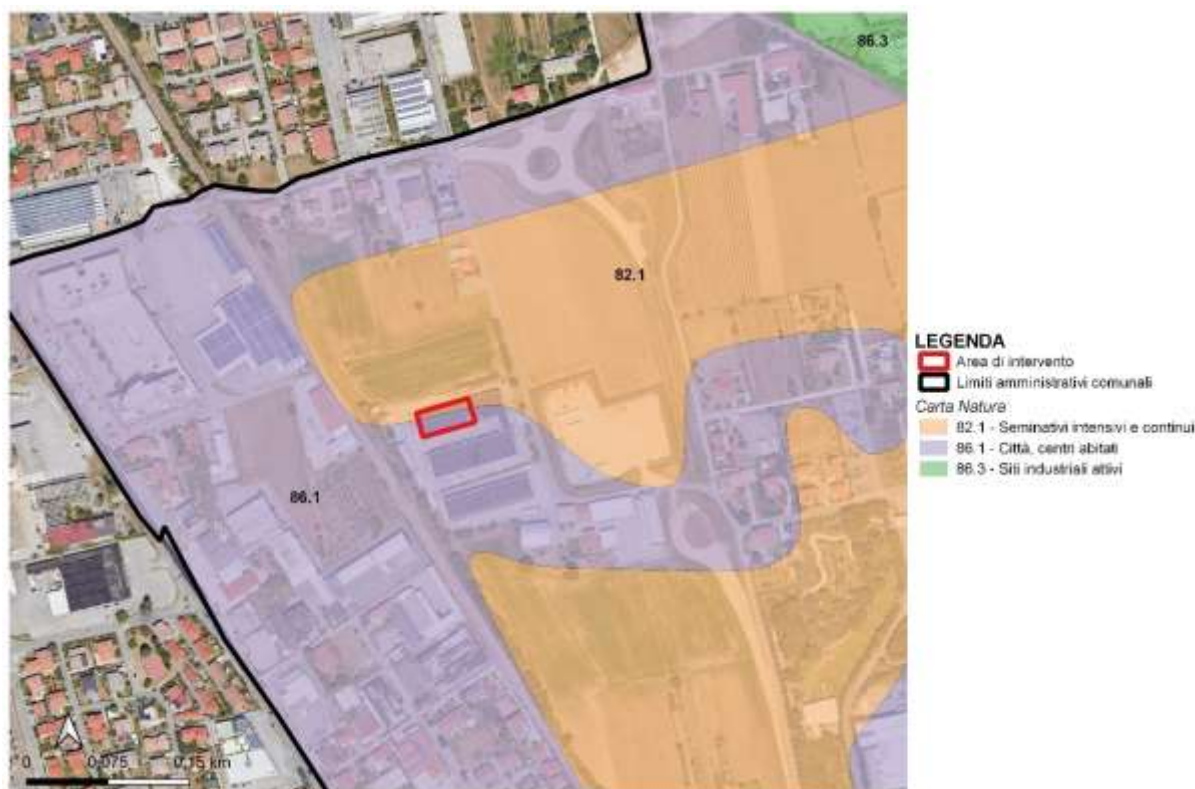 86.3
82.1
86.1
0 0,075 0,15 km
LEGENDA
Area di intervento
Limiti amministrativi comunali
Carta Natura
82.1 - Seminativi intensivi e continui
86.1 - Città, centri abitati
86.3 - Siti industriali attivi